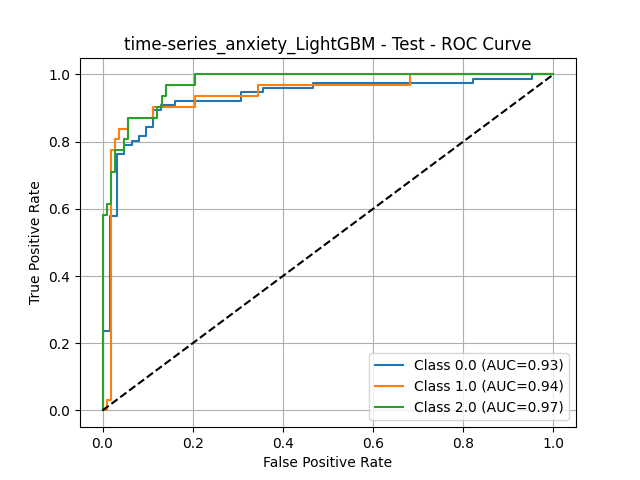 time-series_anxiety_LightGBM - Test - ROC Curve
True Positive Rate
1.0
0.8
0.6
0.4
0.2
0.0
0.0 0.2 0.4 0.6 0.8 1.0
False Positive Rate
Class 0.0 (AUC=0.93)
Class 1.0 (AUC=0.94)
Class 2.0 (AUC=0.97)